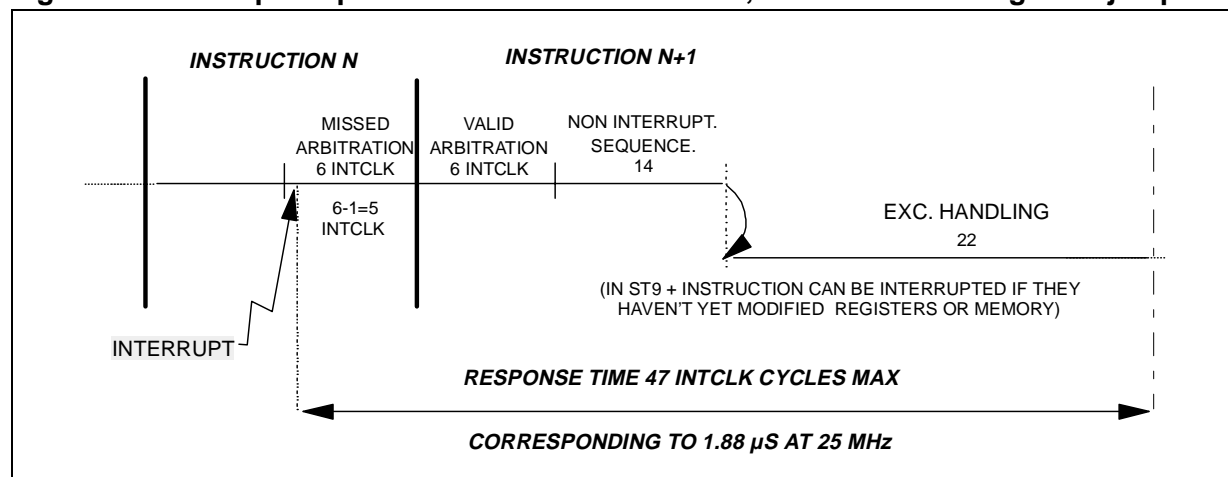 INSTRUCTION N
INSTRUCTION N+1
MISSED
ARBITRATION
6 INTCLK
VALID
ARBITRATION
6 INTCLK
NON INTERRUPT.
SEQUENCE.
14
6-1=5
INTCLK
EXC. HANDLING
22
(IN ST9 + INSTRUCTION CAN BE INTERRUPTED IF THEY
HAVEN'T YET MODIFIED REGISTERS OR MEMORY)
INTERRUPT
RESPONSE TIME 47 INTCLK CYCLES MAX
CORRESPONDING TO 1.88 µS AT 25 MHz